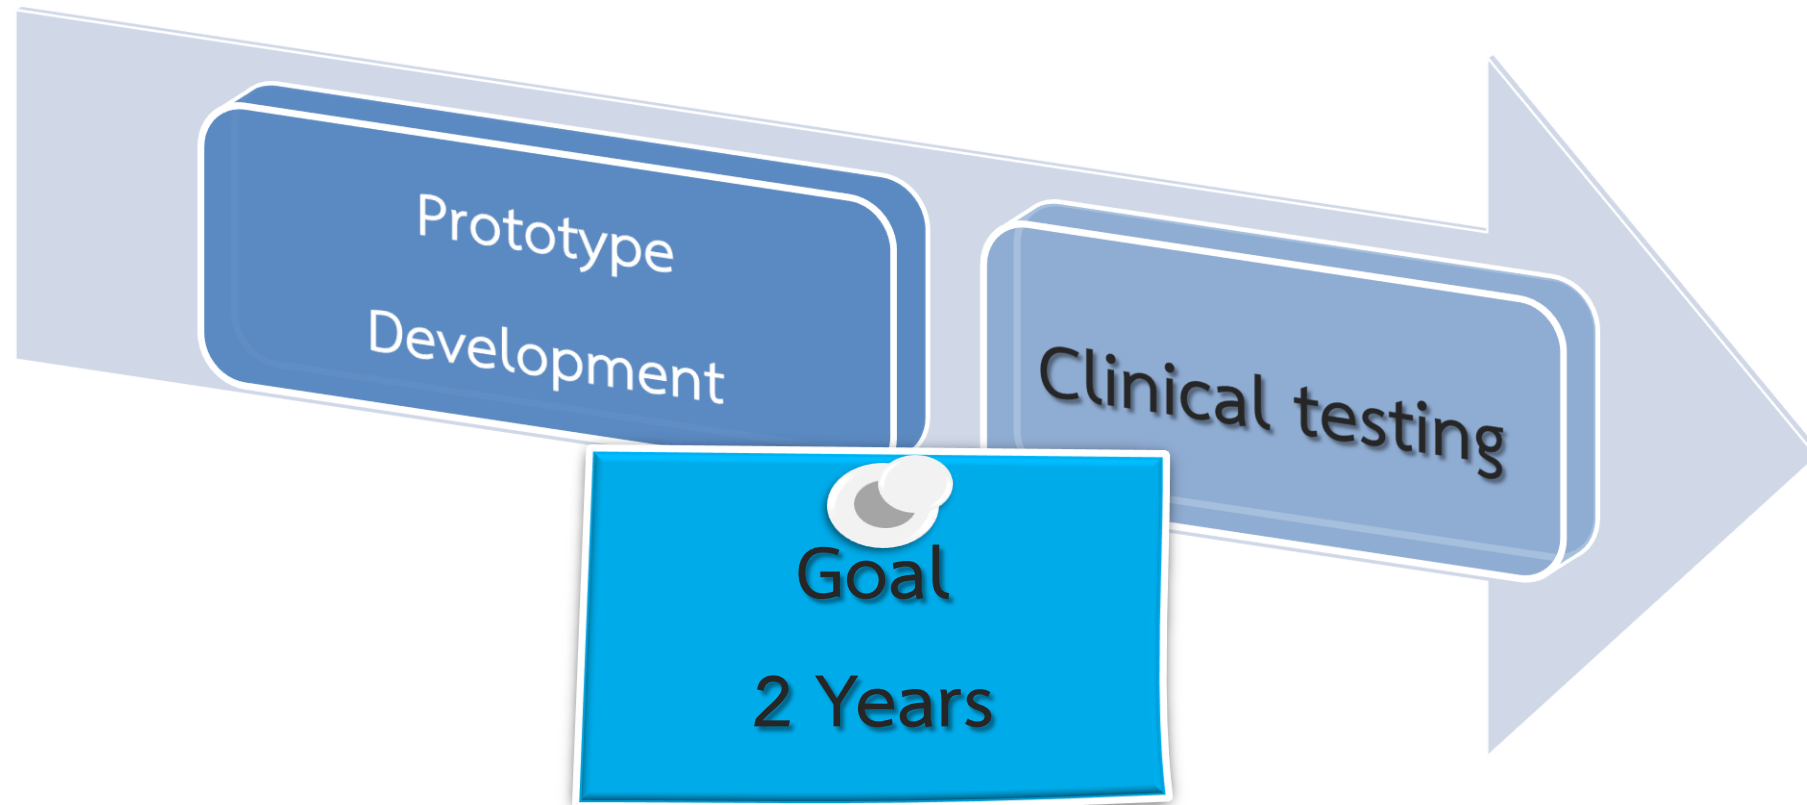 Prototype
Development
Clinical testing
Goal
2 Years